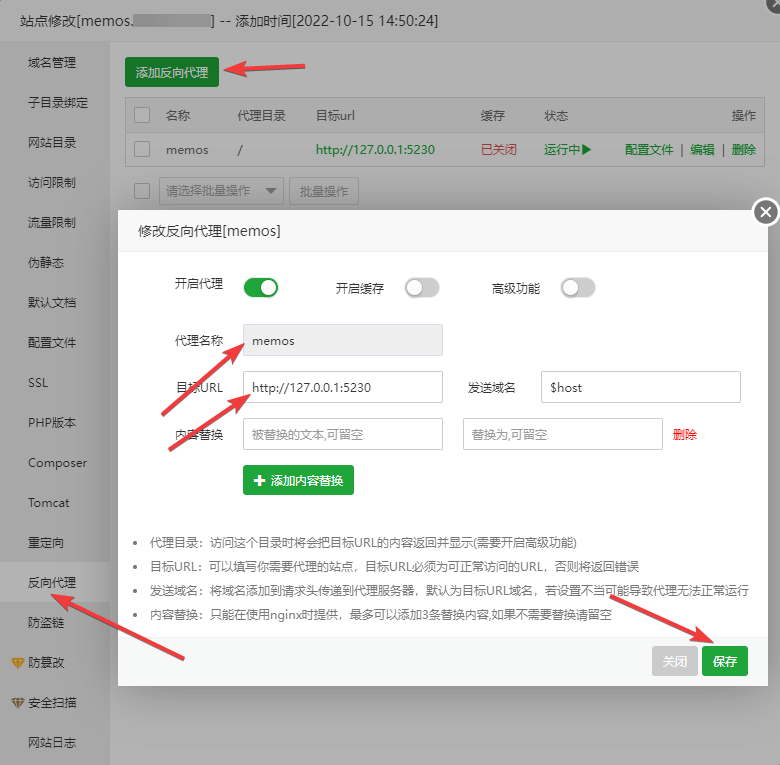 站点修改[memos.] -- 添加时间[2022-10-15 14:50:24]
域名管理
子目录绑定
网站目录
访问限制
流量限制
伪静态
默认文档
配置文件
SSL
PHP版本
Composer
Tomcat
重定向
反向代理
防盗链
防篡改
安全扫描
网站日志
添加反向代理
名称 代理目录 目标url 缓存 状态 操作
memos / http://127.0.0.1:5230 已关闭 运行中 配置文件 | 编辑 | 删除
请选择批量操作 批量操作
修改反向代理[memos]
开启代理 开启缓存 高级功能
代理名称 memos
目标URL http://127.0.0.1:5230 发送域名 $host
内容替换 被替换的文本,可留空 替换为,可留空 删除
添加内容替换
代理目录：访问这个目录时将会把目标URL的内容返回并显示(需要开启高级功能)
目标URL：可以填写你需要代理的站点，目标URL必须为可正常访问的URL，否则将返回错误
发送域名：将域名添加到请求头传递到代理服务器，默认为目标URL域名，若设置不当可能导致代理无法正常运行
内容替换：只能在使用nginx时提供，最多可以添加3条替换内容,如果不需要替换请留空
关闭 保存